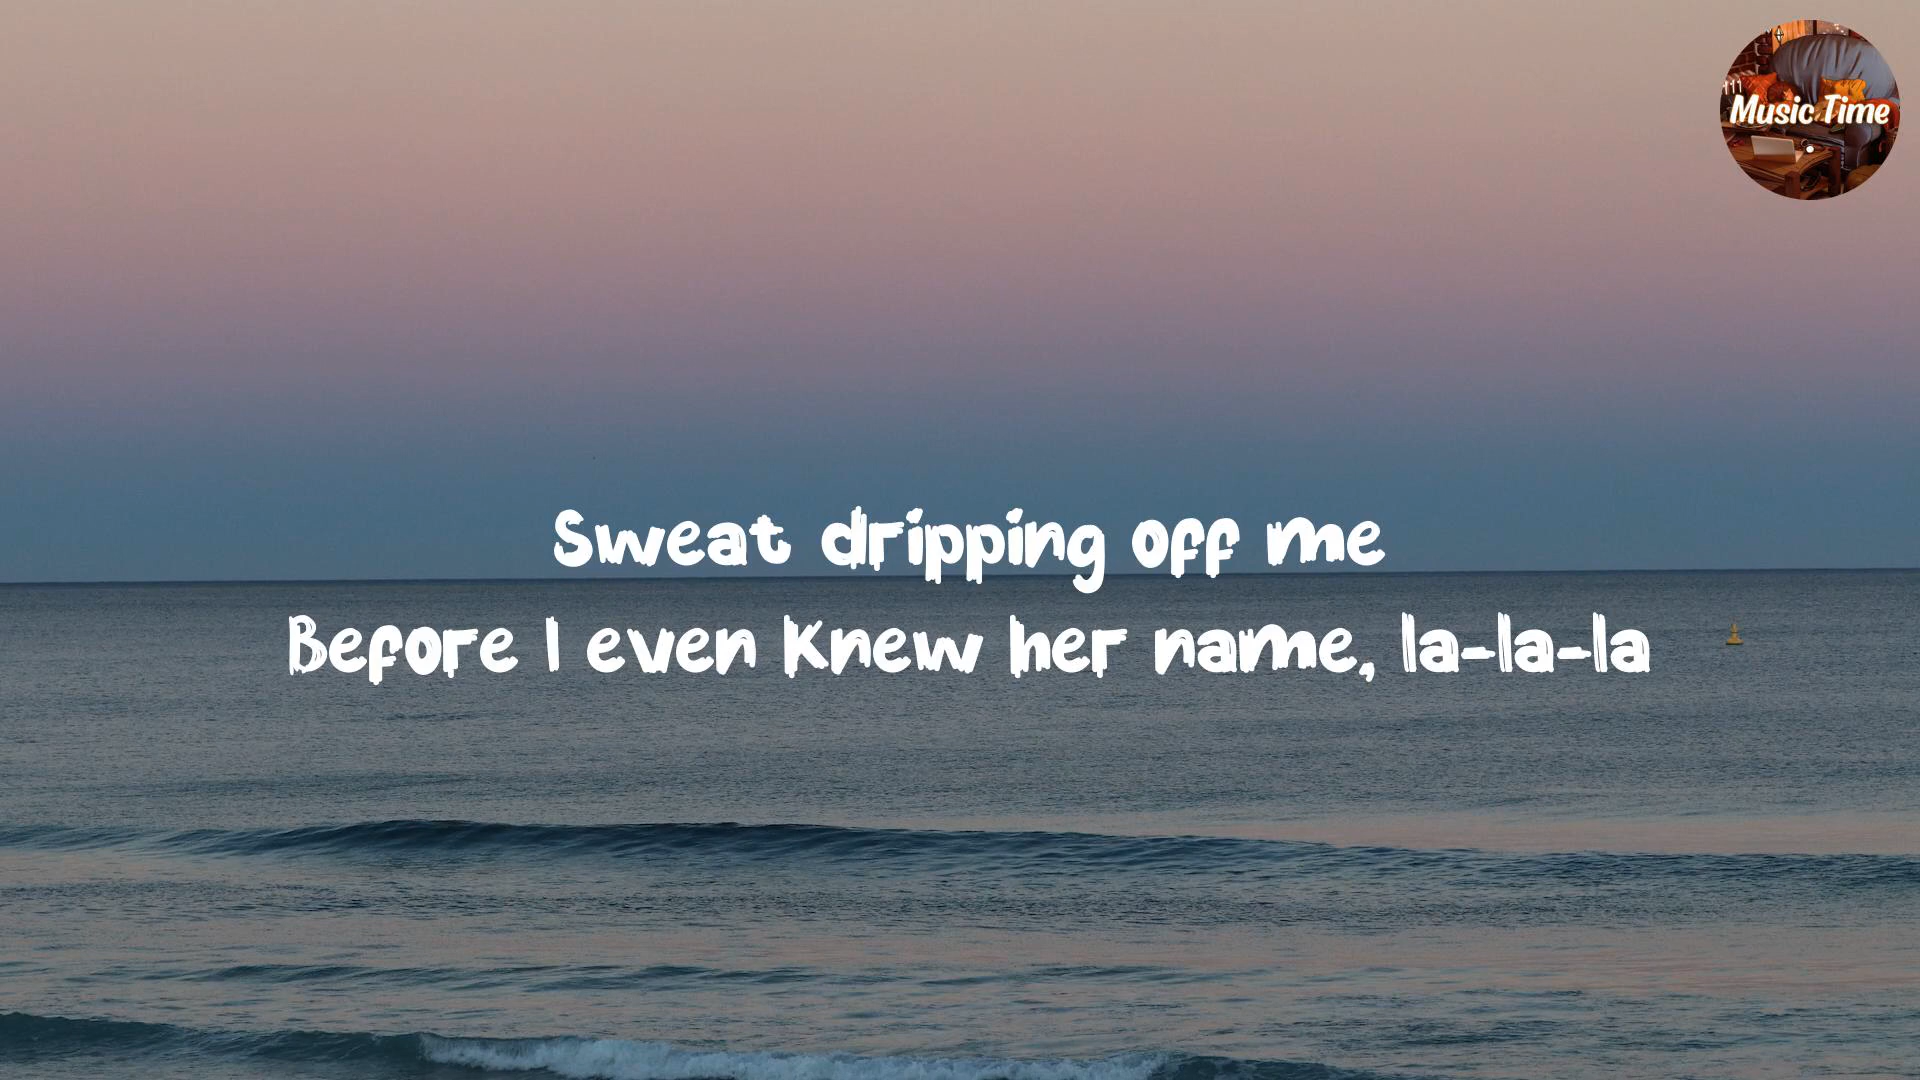 Music Time
Sweat dripping off me
Before I even knew her name, la-la-la